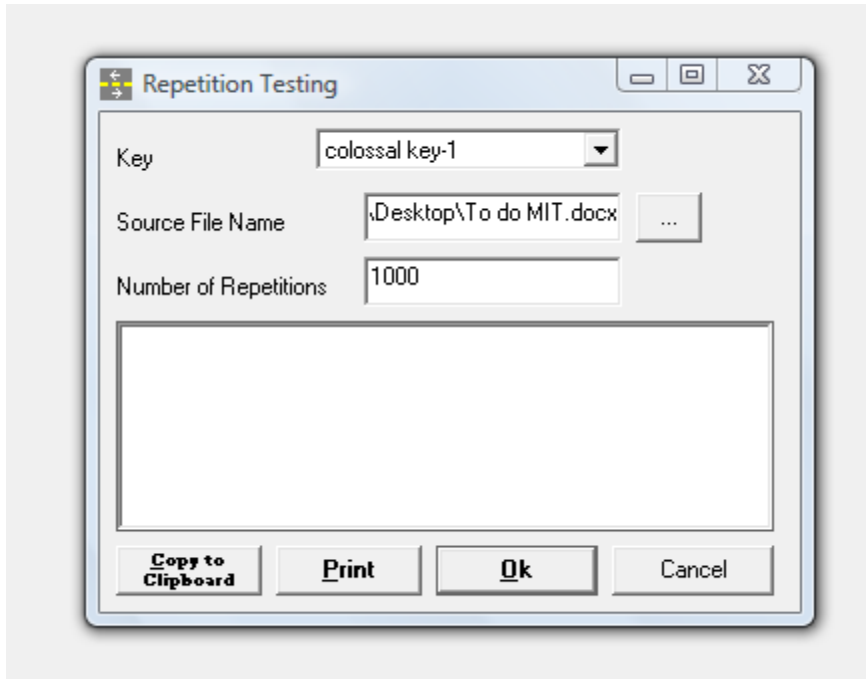 Repetition Testing
Key
colossal key-1
Source File Name
\Desktop\To do MIT.docx
...
Number of Repetitions
1000
Copy to
Clipboard
Print
Ok
Cancel